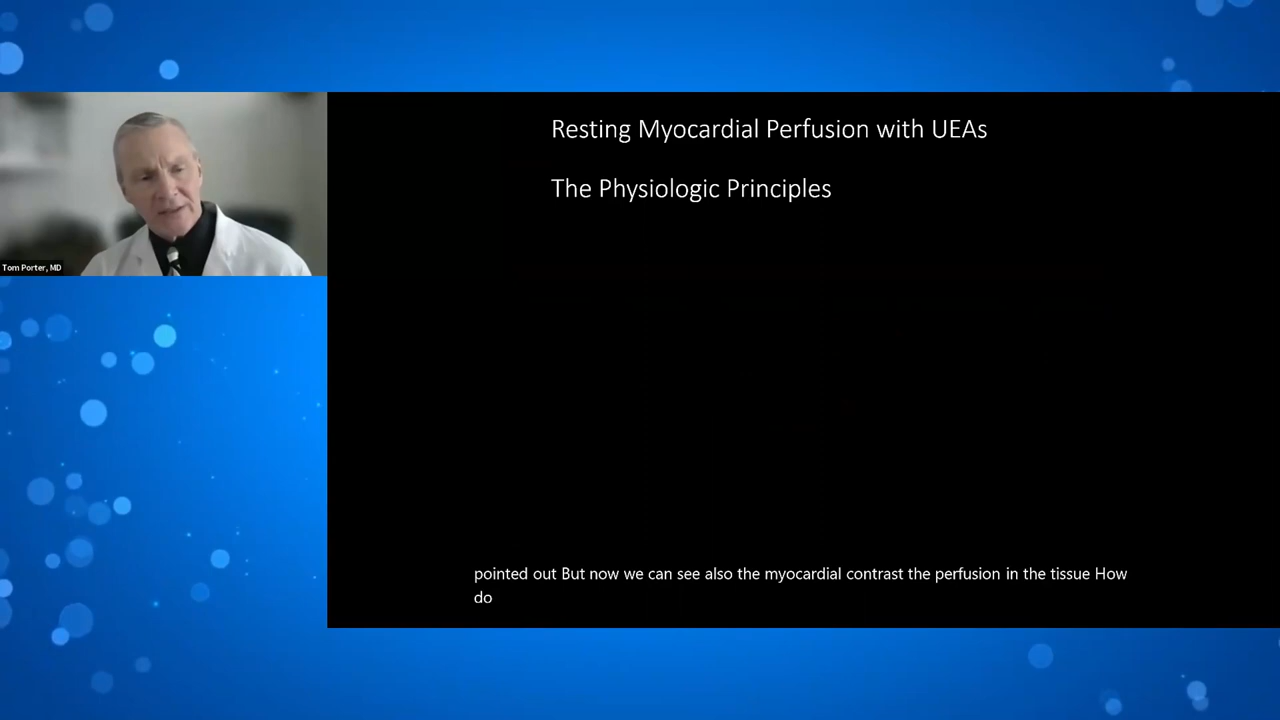 Resting Myocardial Perfusion with UEAs
The Physiologic Principles
Tom Porter, MD
pointed out But now we can see also the myocardial contrast the perfusion in the tissue How
do